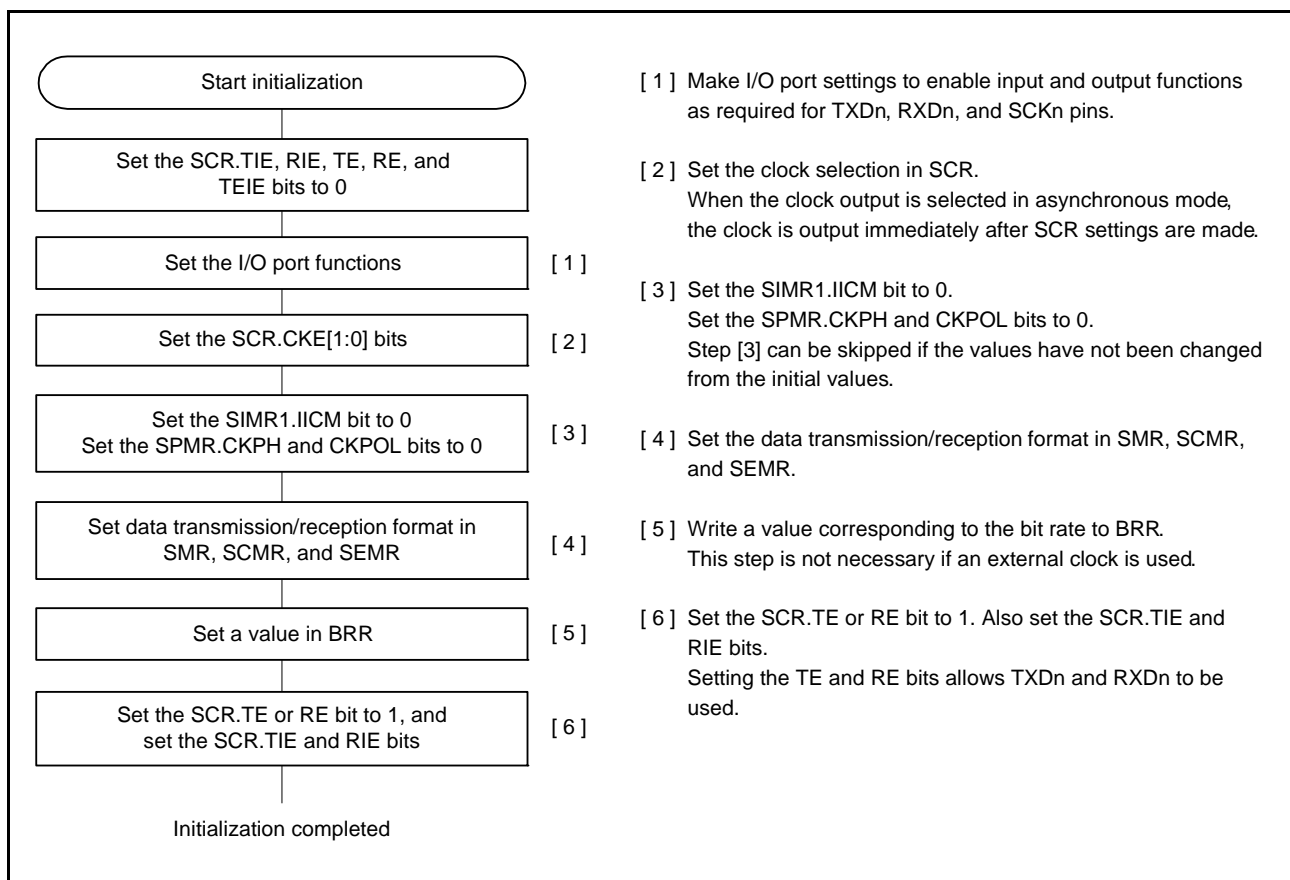 Start initialization
Set the SCR.TIE, RIE, TE, RE, and
TEIE bits to 0
Set the I/O port functions
[ 1 ]
Set the SCR.CKE[1:0] bits
[ 2 ]
Set the SIMR1.IICM bit to 0
Set the SPMR.CKPH and CKPOL bits to 0
[ 3 ]
Set data transmission/reception format in
SMR, SCMR, and SEMR
[ 4 ]
Set a value in BRR
[ 5 ]
Set the SCR.TE or RE bit to 1, and
set the SCR.TIE and RIE bits
[ 6 ]
Initialization completed
[ 1 ] Make I/O port settings to enable input and output functions
as required for TXDn, RXDn, and SCKn pins.
[ 2 ] Set the clock selection in SCR.
When the clock output is selected in asynchronous mode,
the clock is output immediately after SCR settings are made.
[ 3 ] Set the SIMR1.IICM bit to 0.
Set the SPMR.CKPH and CKPOL bits to 0.
Step [3] can be skipped if the values have not been changed
from the initial values.
[ 4 ] Set the data transmission/reception format in SMR, SCMR,
and SEMR.
[ 5 ] Write a value corresponding to the bit rate to BRR.
This step is not necessary if an external clock is used.
[ 6 ] Set the SCR.TE or RE bit to 1. Also set the SCR.TIE and
RIE bits.
Setting the TE and RE bits allows TXDn and RXDn to be
used.